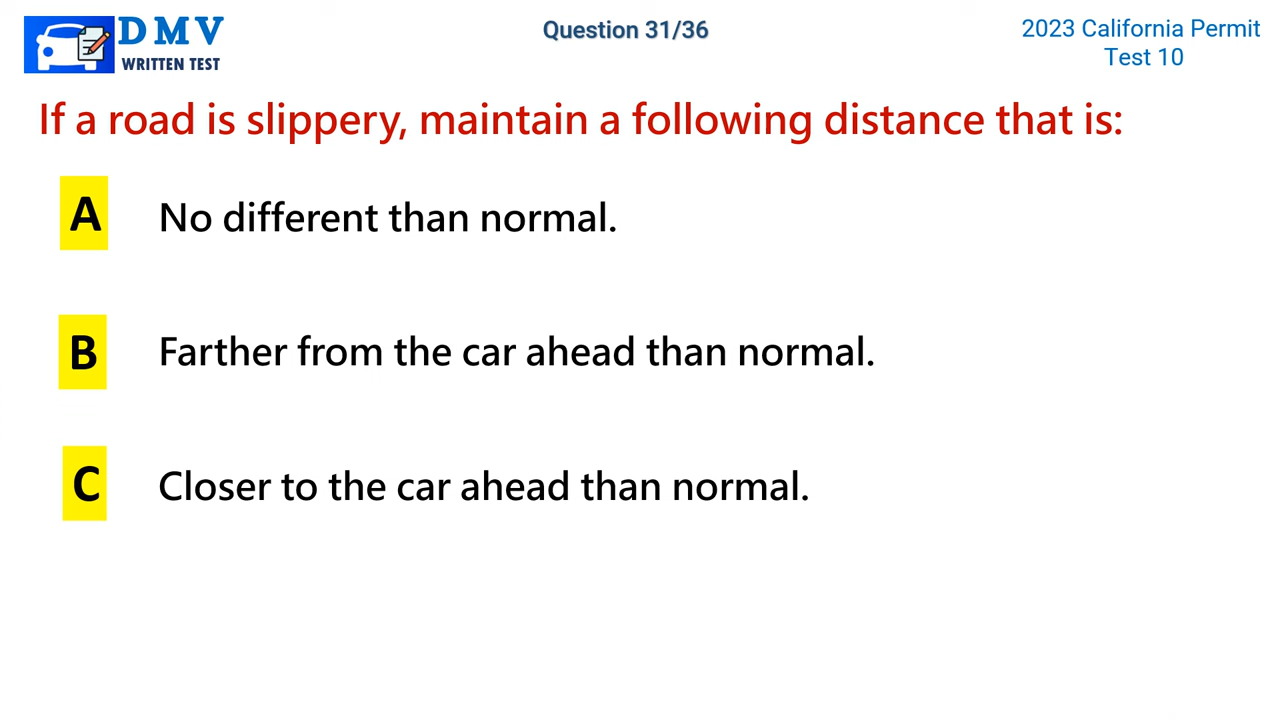 DMV
WRITTEN TEST
Question 31/36
2023 California Permit
Test 10
If a road is slippery, maintain a following distance that is:
A No different than normal.
B Farther from the car ahead than normal.
C Closer to the car ahead than normal.